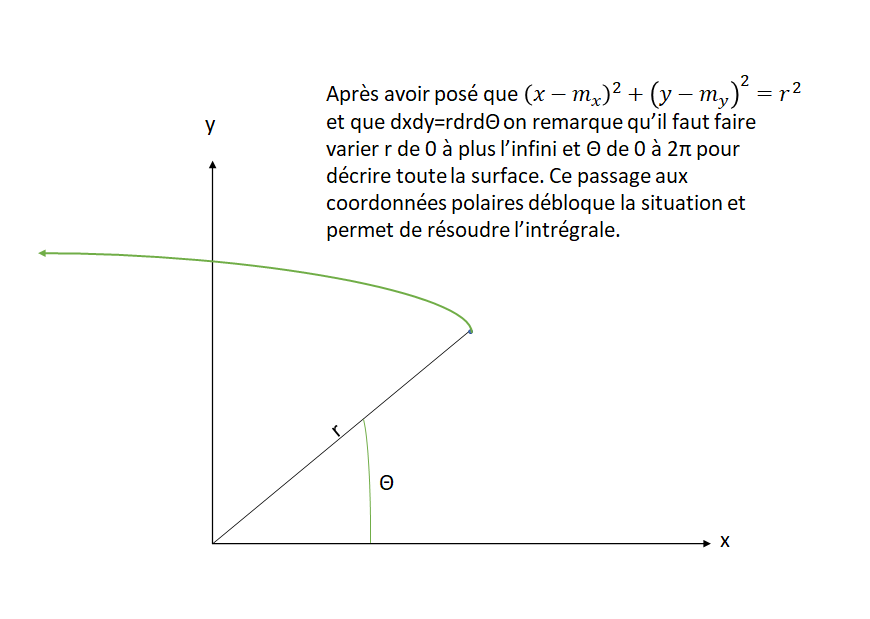 Après avoir posé que (x − mₓ)² + (y − m_y)² = r²
et que dxdy=rdrdΘ on remarque qu’il faut faire
varier r de 0 à plus l’infini et Θ de 0 à 2π pour
décrire toute la surface. Ce passage aux
coordonnées polaires débloque la situation et
permet de résoudre l’intrégrale.
y
r
Θ
x